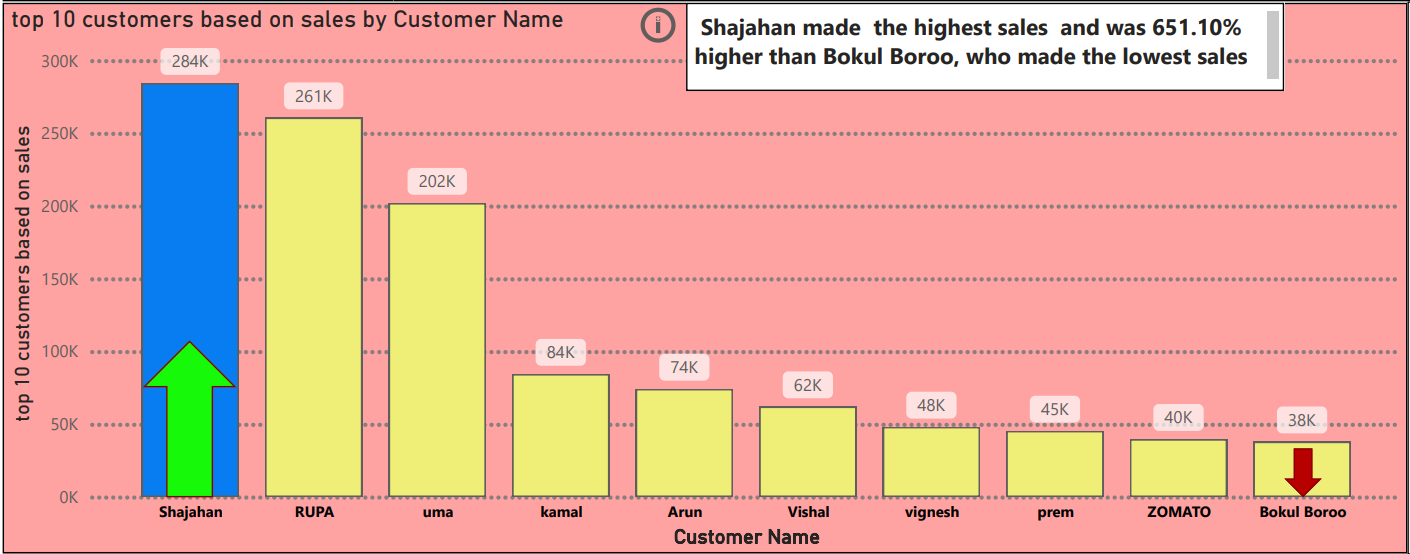 top 10 customers based on sales by Customer Name
i
Shajahan made the highest sales and was 651.10%
higher than Bokul Boroo, who made the lowest sales
top 10 customers based on sales
300K
250K
200K
150K
100K
50K
0K
284K
261K
202K
84K
74K
62K
48K
45K
40K
38K
Shajahan
RUPA
uma
kamal
Arun
Vishal
vignesh
prem
ZOMATO
Bokul Boroo
Customer Name